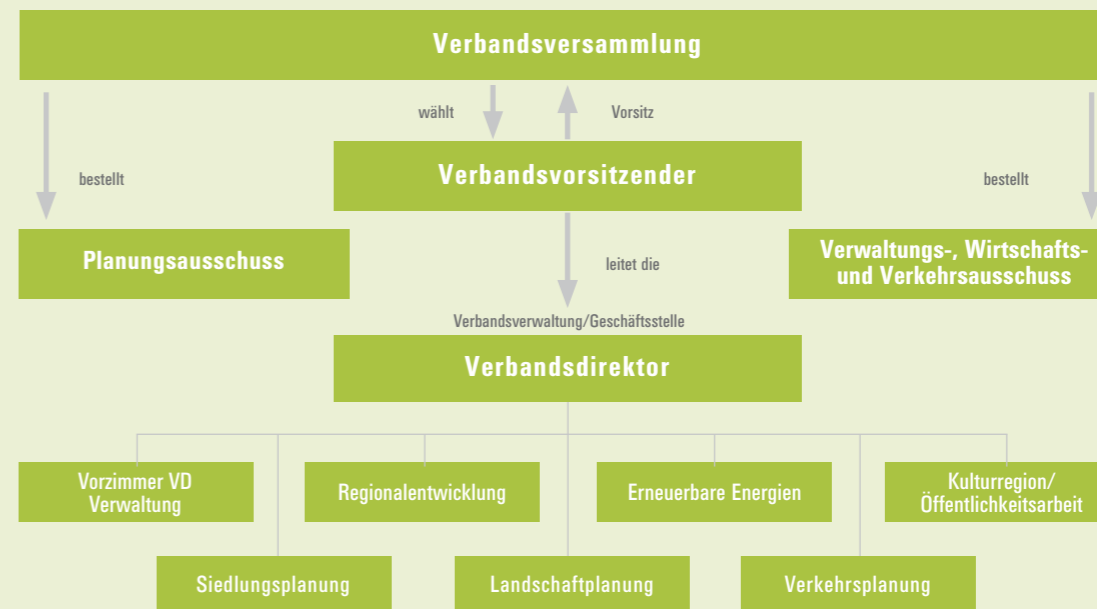 Verbandsversammlung
wählt
Vorsitz
Verbandsvorsitzender
bestellt
bestellt
Planungsausschuss
leitet die
Verwaltungs-, Wirtschafts-
und Verkehrsausschuss
Verbandsverwaltung/Geschäftsstelle
Verbandsdirektor
Vorzimmer VD
Verwaltung
Regionalentwicklung
Erneuerbare Energien
Kulturregion/
Öffentlichkeitsarbeit
Siedlungsplanung
Landschaftplanung
Verkehrsplanung